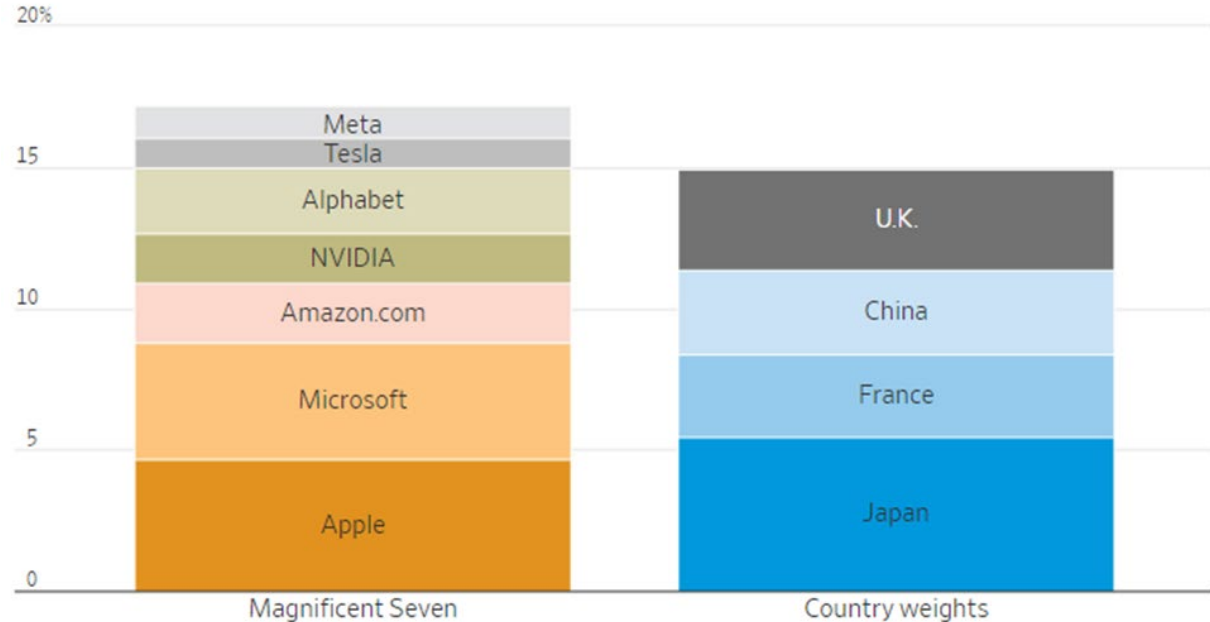 20%
15
10
5
0
Meta
Tesla
Alphabet
NVIDIA
Amazon.com
Microsoft
Apple
U.K.
China
France
Japan
Magnificent Seven
Country weights